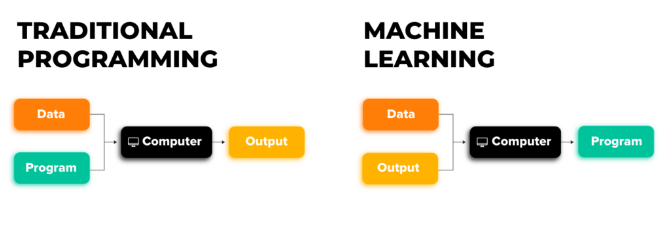 TRADITIONAL
PROGRAMMING
Data
Program
Computer
Output
MACHINE
LEARNING
Data
Output
Computer
Program